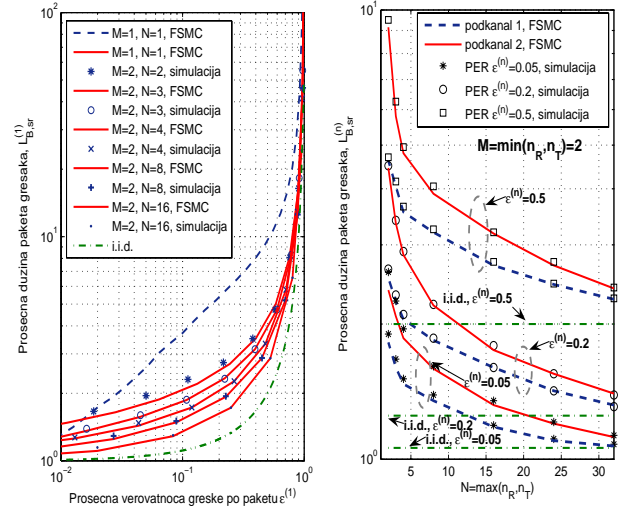 10^2
10^1
10^0
Prosecna duzina paketa gresaka, L_{B,sr}^{(1)}
M=1, N=1, FSMC
M=1, N=1, FSMC
M=2, N=2, simulacija
M=2, N=3, FSMC
M=2, N=3, simulacija
M=2, N=4, FSMC
M=2, N=4, simulacija
M=2, N=8, FSMC
M=2, N=8, simulacija
M=2, N=16, FSMC
M=2, N=16, simulacija
i.i.d.
10^{-2} 10^{-1} 10^0
Prosecna verovatnoca greske po paketu ε^{(1)}
10^1
10^0
Prosecna duzina paketa gresaka, L_{B,sr}^{(n)}
podkanal 1, FSMC
podkanal 2, FSMC
PER ε^{(n)}=0.05, simulacija
PER ε^{(n)}=0.2, simulacija
PER ε^{(n)}=0.5, simulacija
M=min(n_R,n_T)=2
ε^{(n)}=0.5
i.i.d., ε^{(n)}=0.5
ε^{(n)}=0.2
ε^{(n)}=0.05
i.i.d., ε^{(n)}=0.2
i.i.d., ε^{(n)}=0.05
5 10 15 20 25 30
N=max(n_R,n_T)